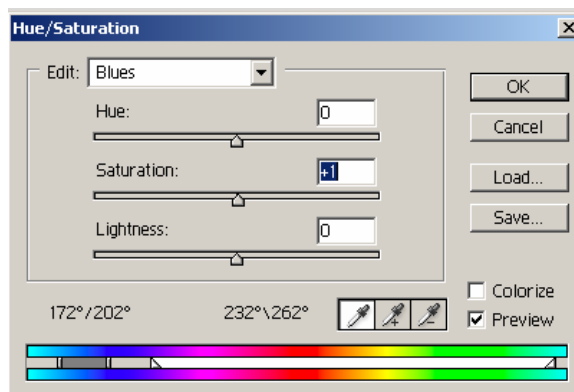 Hue/Saturation
Edit: Blues
OK
Hue: 0
Cancel
Saturation: +1
Load...
Save...
Lightness: 0
Colorize
172°/202° 232°\262°
Preview